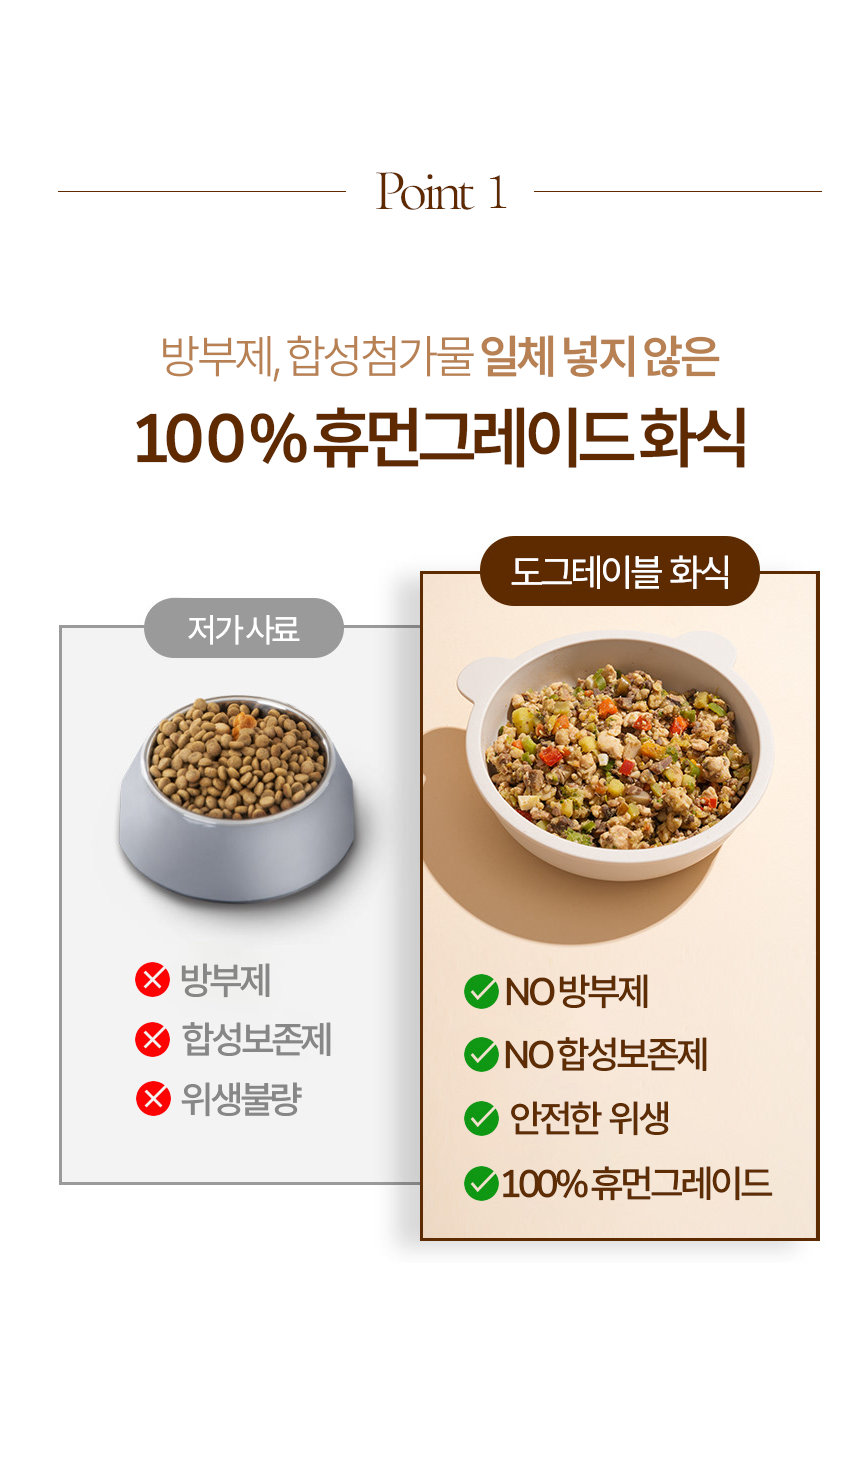 Point 1
방부제, 합성첨가물 일체 넣지 않은
100% 휴먼그레이드 화식
저가 사료
방부제
합성보존제
위생불량
도그테이블 화식
NO 방부제
NO 합성보존제
안전한 위생
100% 휴먼그레이드